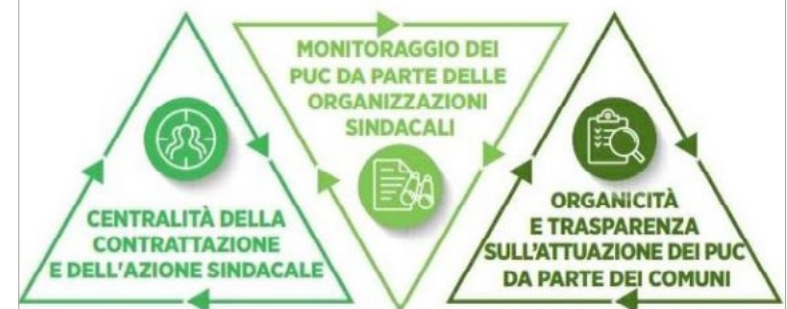 CENTRALITÀ DELLA
CONTRATTAZIONE
E DELL'AZIONE SINDACALE
MONITORAGGIO DEI
PUC DA PARTE DELLE
ORGANIZZAZIONI
SINDACALI
ORGANICITÀ
E TRASPARENZA
SULL'ATTUAZIONE DEI PUC
DA PARTE DEI COMUNI